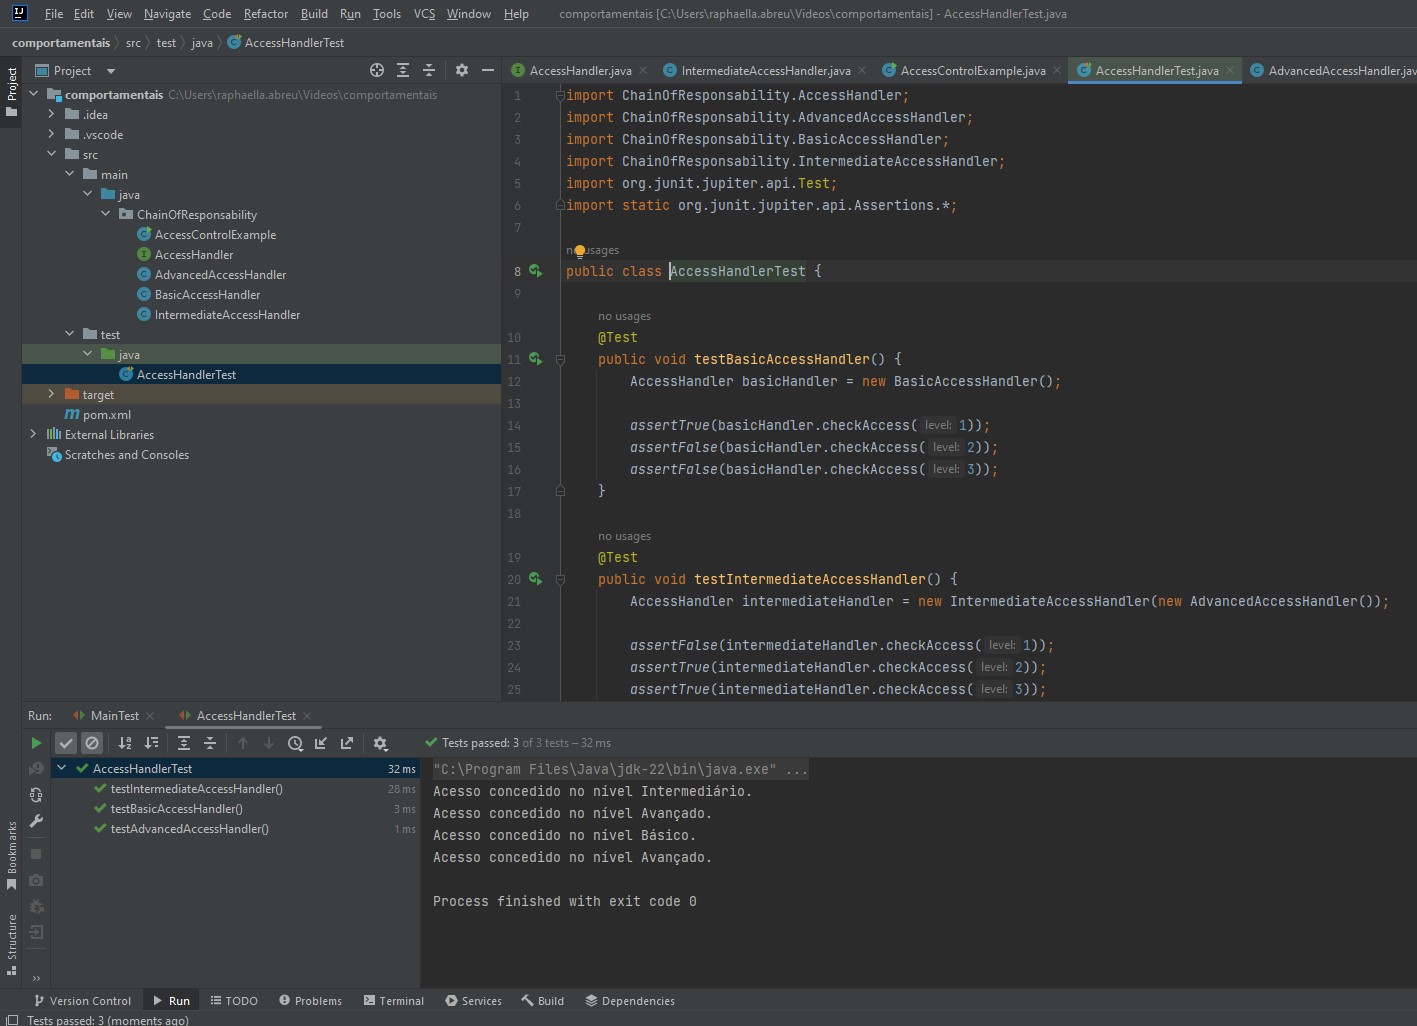 File Edit View Navigate Code Refactor Build Run Tools VCS Window Help comportamentais [C:\Users\raphaella.abreu\Videos\comportamentais] - AccessHandlerTest.java
comportamentais src test java AccessHandlerTest
Project
Project
AccessHandler.java IntermediateAccessHandler.java AccessControlExample.java AccessHandlerTest.java AdvancedAccessHandler.jav
comportamentais C:\Users\raphaella.abreu\Videos\comportamentais
.idea
.vscode
src
main
java
ChainOfResponsability
AccessControlExample
AccessHandler
AdvancedAccessHandler
BasicAccessHandler
IntermediateAccessHandler
test
java
AccessHandlerTest
target
pom.xml
External Libraries
Scratches and Consoles
1 import ChainOfResponsability.AccessHandler;
2 import ChainOfResponsability.AdvancedAccessHandler;
3 import ChainOfResponsability.BasicAccessHandler;
4 import ChainOfResponsability.IntermediateAccessHandler;
5 import org.junit.jupiter.api.Test;
6 import static org.junit.jupiter.api.Assertions.*;
7
no usages
8 public class AccessHandlerTest {
9
no usages
10 @Test
11 public void testBasicAccessHandler() {
12 AccessHandler basicHandler = new BasicAccessHandler();
13
14 assertTrue(basicHandler.checkAccess( level: 1));
15 assertFalse(basicHandler.checkAccess( level: 2));
16 assertFalse(basicHandler.checkAccess( level: 3));
17 }
18
no usages
19 @Test
20 public void testIntermediateAccessHandler() {
21 AccessHandler intermediateHandler = new IntermediateAccessHandler(new AdvancedAccessHandler());
22
23 assertFalse(intermediateHandler.checkAccess( level: 1));
24 assertTrue(intermediateHandler.checkAccess( level: 2));
25 assertTrue(intermediateHandler.checkAccess( level: 3));
Run: MainTest AccessHandlerTest
Tests passed: 3 of 3 tests – 32 ms
AccessHandlerTest 32 ms
testIntermediateAccessHandler() 28 ms
testBasicAccessHandler() 3 ms
testAdvancedAccessHandler() 1 ms
"C:\Program Files\Java\jdk-22\bin\java.exe" ...
Acesso concedido no nível Intermediário.
Acesso concedido no nível Avançado.
Acesso concedido no nível Básico.
Acesso concedido no nível Avançado.
Process finished with exit code 0
Bookmarks
Structure
Version Control Run TODO Problems Terminal Services Build Dependencies
Tests passed: 3 (moments ago)